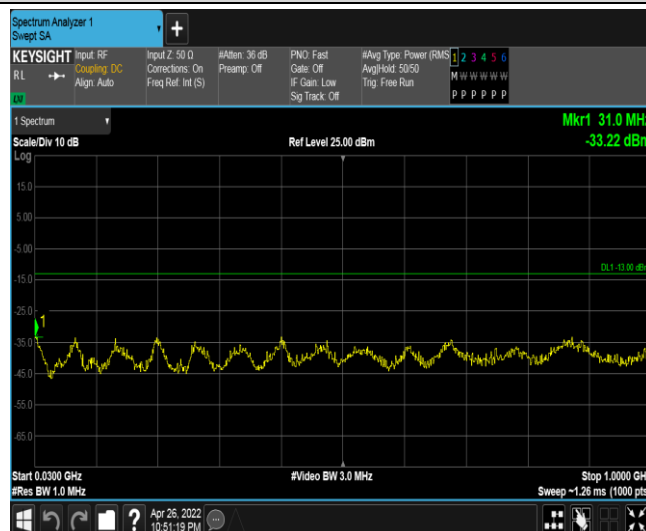 Spectrum Analyzer 1
Swept SA
+
KEYSIGHT
RL
LNI
Input: RF
Coupling: DC
Align: Auto
Input Z: 50 Ω
Corrections: On
Freq Ref: Int (S)
#Atten: 36 dB
Preamp: Off
PNO: Fast
Gate: Off
IF Gain: Low
Sig Track: Off
#Avg Type: Power (RMS
Avg|Hold: 50/50
Trig: Free Run
1 2 3 4 5 6
M W W W W W
P P P P P P
1 Spectrum
Scale/Div 10 dB
Ref Level 25.00 dBm
Mkr1 31.0 MHz
-33.22 dBm
Log
15.0
5.00
-5.00
DL1 -13.00 dBm
-15.0
-25.0
1
-35.0
-45.0
-55.0
-65.0
Start 0.0300 GHz
#Video BW 3.0 MHz
Stop 1.0000 GH
#Res BW 1.0 MHz
Sweep ~1.26 ms (1000 pts
?
Apr 26, 2022
10:51:19 PM